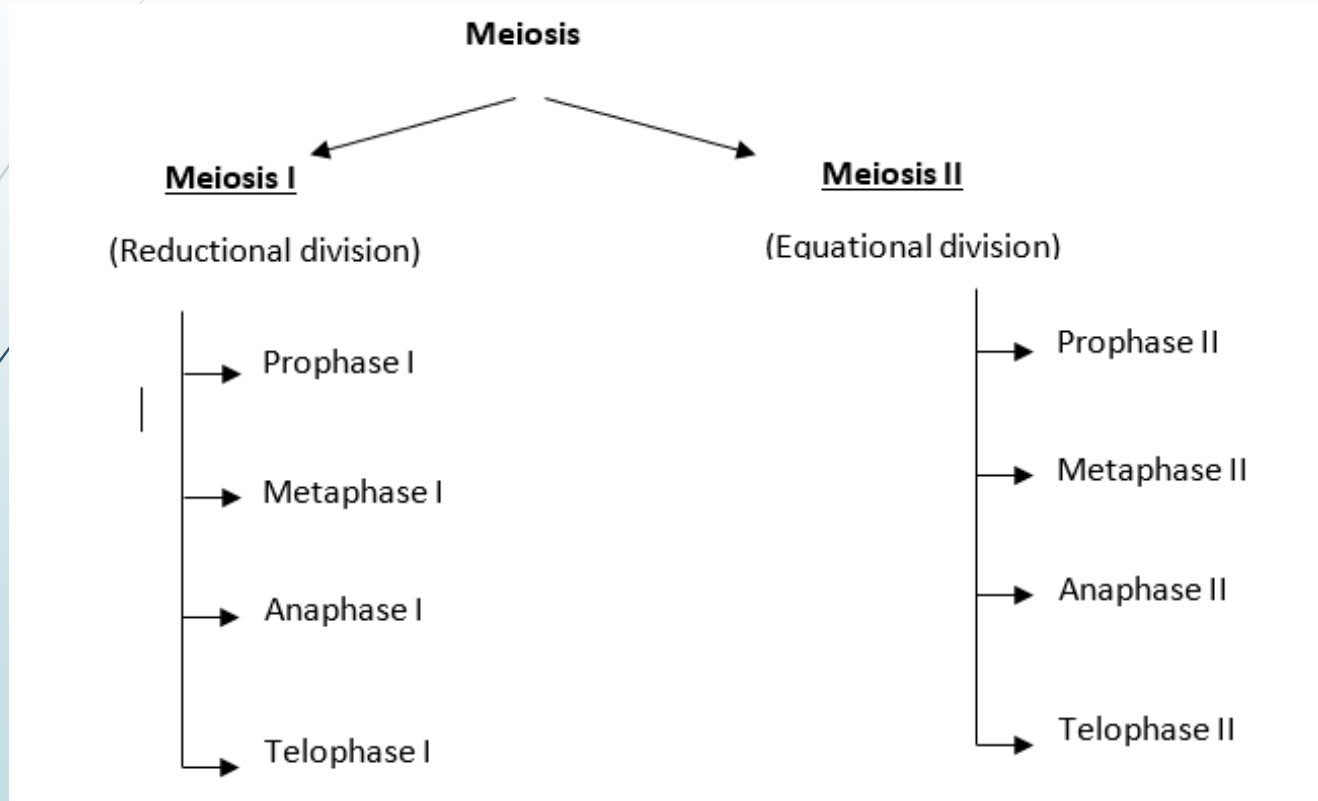 Meiosis
Meiosis I
(Reductional division)
Prophase I
Metaphase I
Anaphase I
Telophase I
Meiosis II
(Equational division)
Prophase II
Metaphase II
Anaphase II
Telophase II